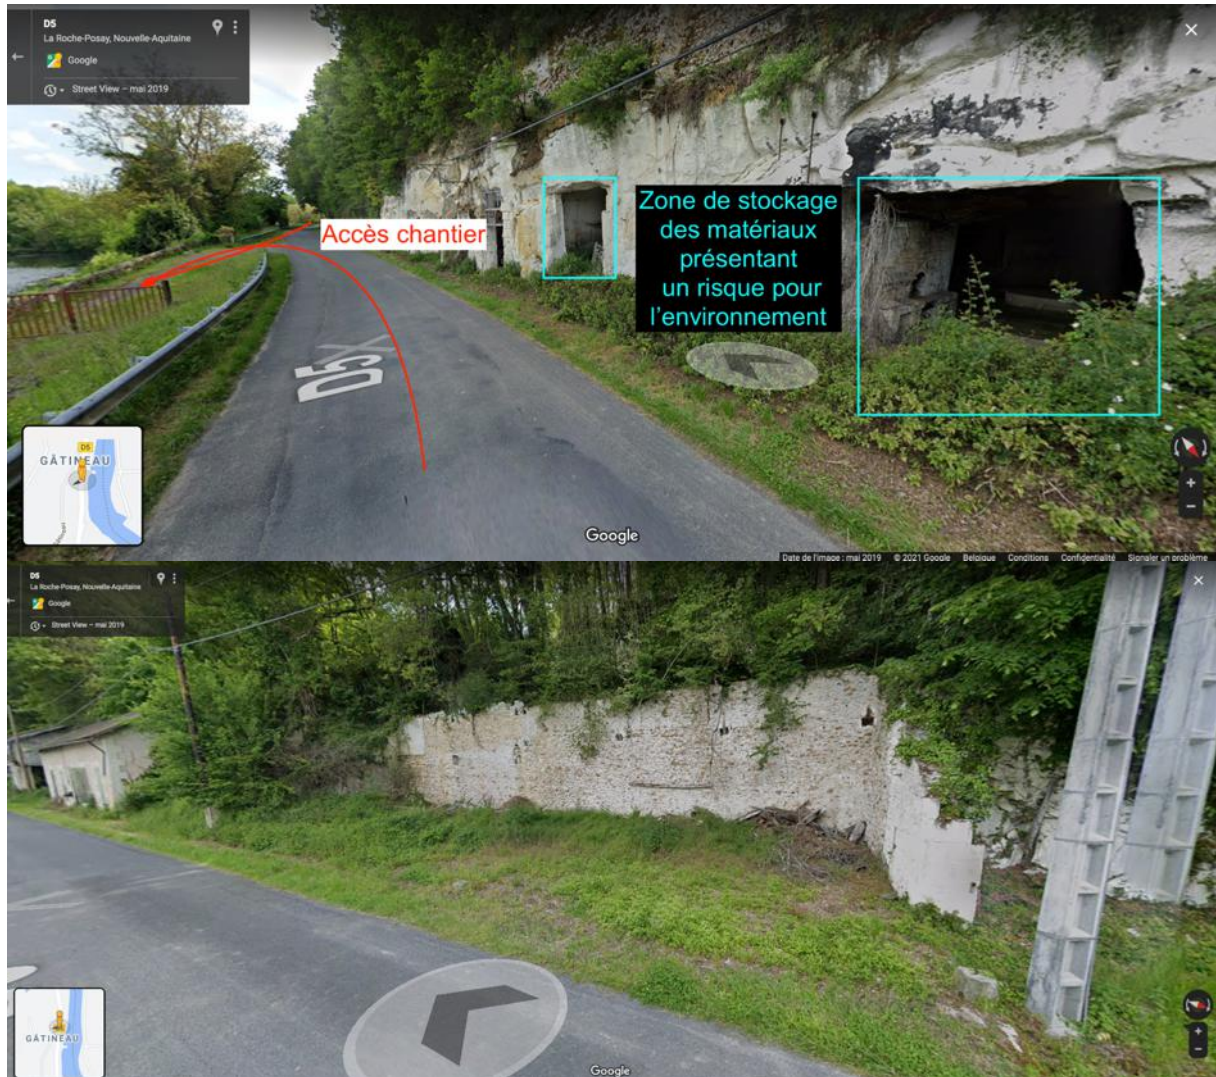 D5
La Roche-Posay, Nouvelle-Aquitaine
Google
Street View – mai 2019
Accès chantier
Zone de stockage
des matériaux
présentant
un risque pour
l'environnement
D5
D5
GÂTINEAU
Google
Date de l'image : mai 2019 © 2021 Google Belgique Conditions Confidentialité Signaler un problème
D5
La Roche-Posay, Nouvelle-Aquitaine
Google
Street View – mai 2019
GÂTINEAU
Google